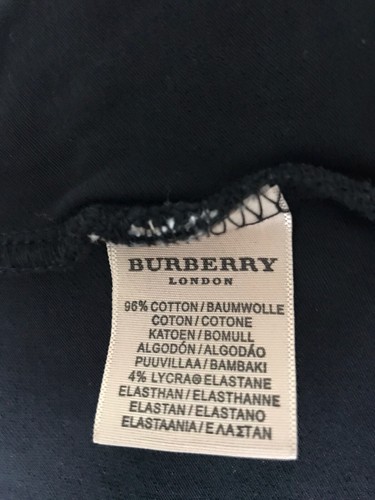 BURBERRY
LONDON
96% COTTON/BAUMWOLLE
COTON/COTONE
KATOEN/BOMULL
ALGODÓN/ALGODÃO
PUUVILLAA/BAMBAKI
4% LYCRA® ELASTANE
ELASTHAN/ELASTHANNE
ELASTAN/ELASTANO
ELASTAANIA/ΕΛΑΣΤΑΝ